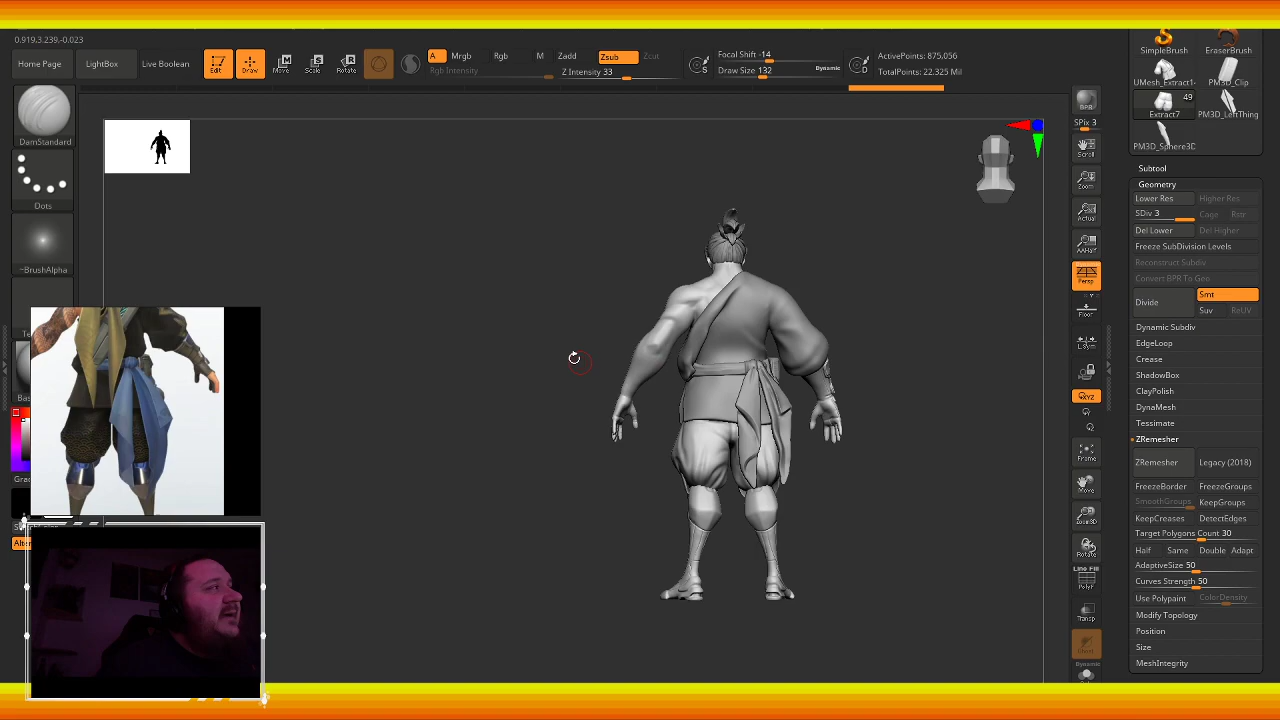 0.919,3.239,-0.023
Home Page
LightBox
Live Boolean
Edit
Draw
Move
Scale
Rotate
A
Mrgb
Rgb
M
Zadd
Zsub
Zcut
Rgb Intensity
Z Intensity 33
S
Focal Shift -14
Draw Size 132
Dynamic
D
ActivePoints: 875,056
TotalPoints: 22.325 Mil
SimpleBrush
EraserBrush
UMesh_Extract1
PM3D_Clip
49
Extract7
PM3D_LeftThing
PM3D_Sphere3D
DamStandard
Dots
~BrushAlpha
BPR
SPix 3
Scroll
Zoom
Actual
AAHalf
Persp
Floor
L.Sym
XYZ
Frame
Move
Zoom3D
Rotate
Line Fill
PolyF
Transp
Dynamic
Subtool
Geometry
Lower Res
Higher Res
SDiv 3
Cage
Rstr
Del Lower
Del Higher
Freeze SubDivision Levels
Reconstruct Subdiv
Convert BPR To Geo
Divide
Smt
Suv
ReUV
Dynamic Subdiv
EdgeLoop
Crease
ShadowBox
ClayPolish
DynaMesh
Tessimate
ZRemesher
ZRemesher
Legacy (2018)
FreezeBorder
FreezeGroups
SmoothGroups
KeepGroups
KeepCreases
DetectEdges
Target Polygons Count 30
Half
Same
Double
Adapt
AdaptiveSize 50
Curves Strength 50
Use Polypaint
ColorDensity
Modify Topology
Position
Size
MeshIntegrity